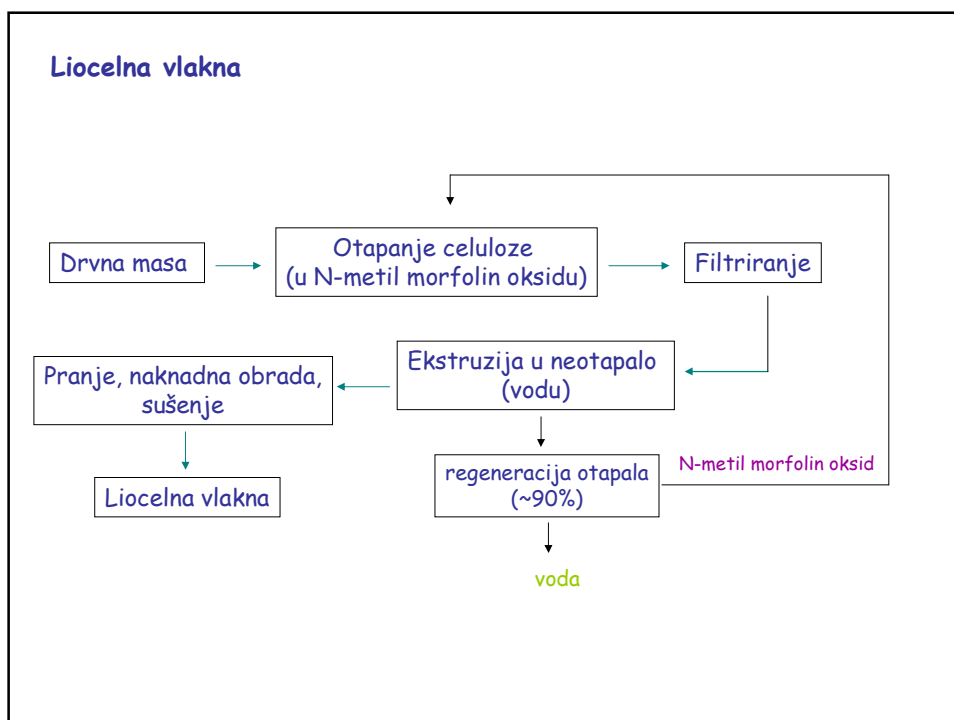 Liocelna vlakna
Drvna masa
Otapanje celuloze
(u N-metil morfolin oksidu)
Filtriranje
Ekstruzija u neotapalo
(vodu)
Pranje, naknadna obrada,
sušenje
Liocelna vlakna
regeneracija otapala
(~90%)
N-metil morfolin oksid
voda